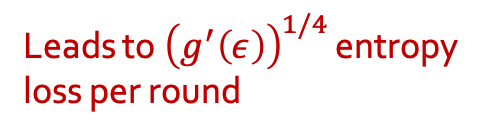 Leads to (g′(ϵ))^{1/4} entropy
loss per round